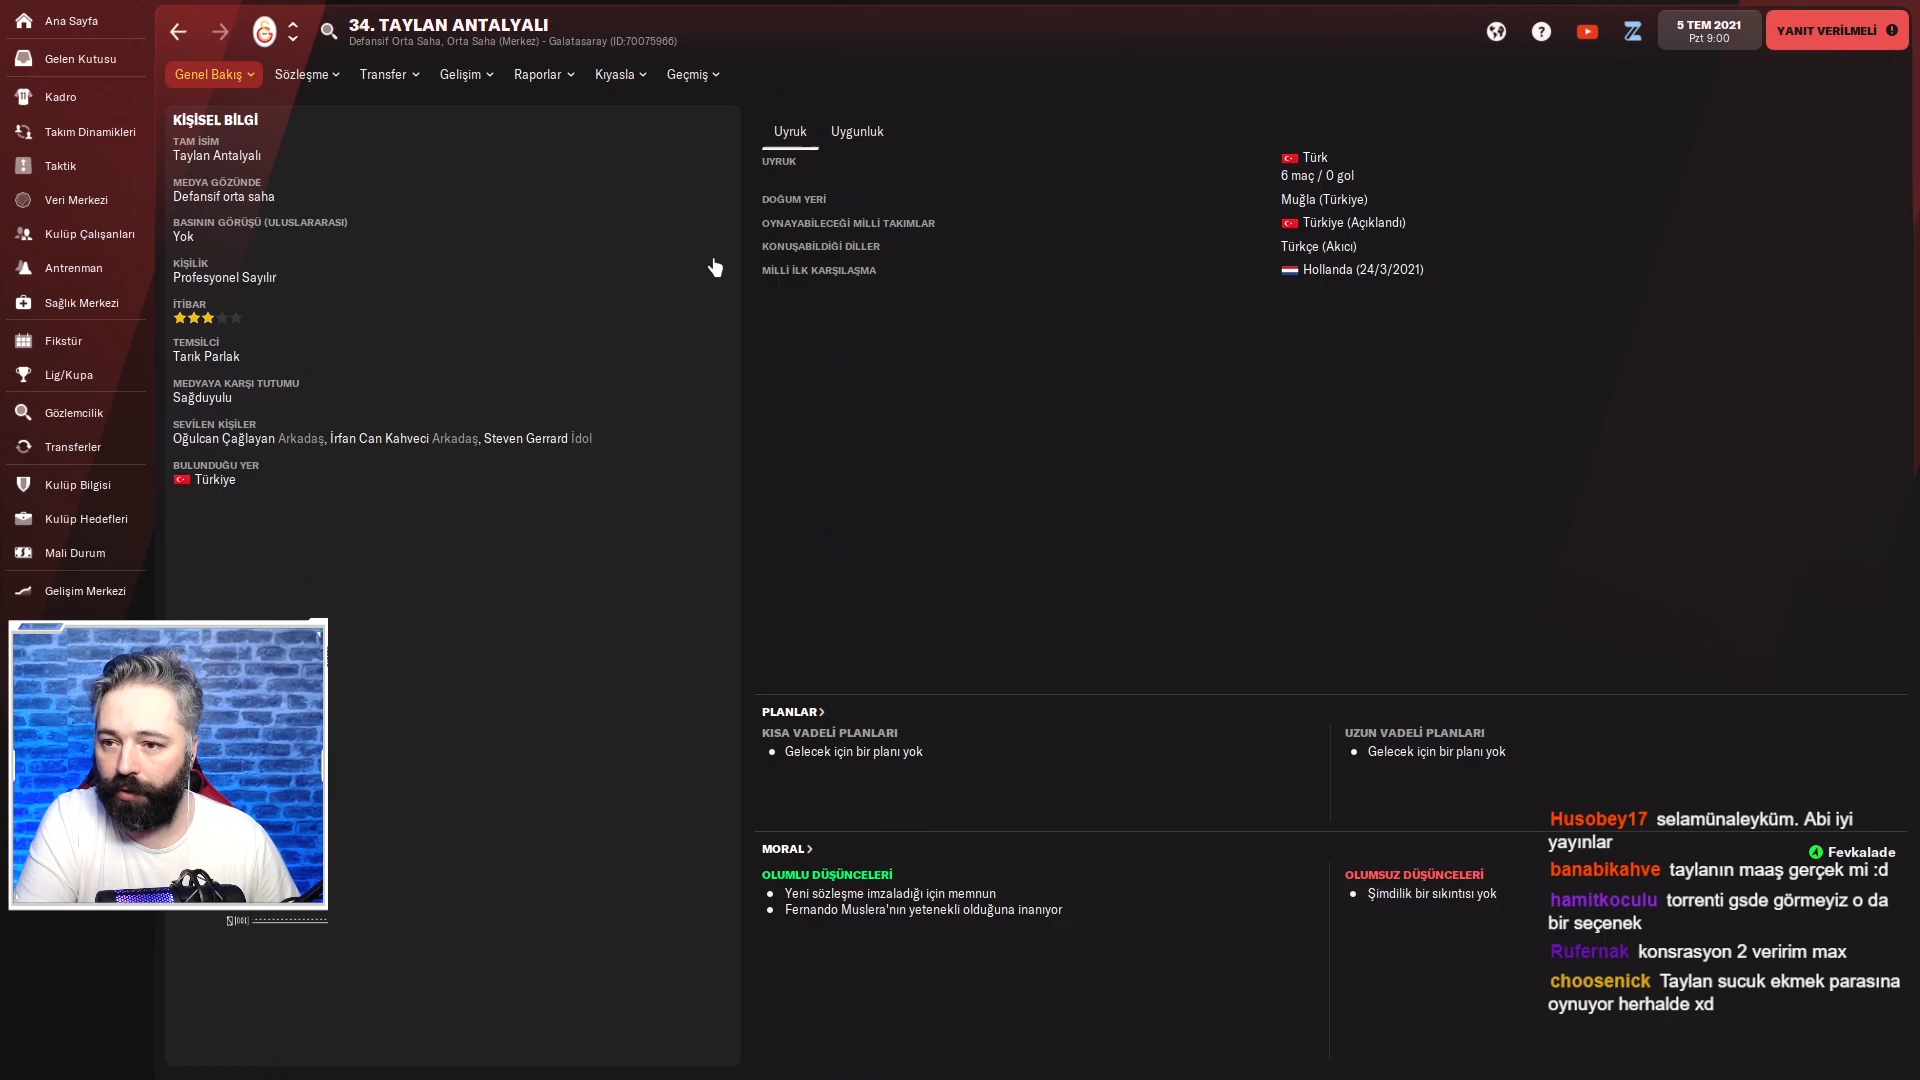 Ana Sayfa
Gelen Kutusu
Kadro
Takım Dinamikleri
Taktik
Veri Merkezi
Kulüp Çalışanları
Antrenman
Sağlık Merkezi
Fikstür
Lig/Kupa
Gözlemcilik
Transferler
Kulüp Bilgisi
Kulüp Hedefleri
Mali Durum
Gelişim Merkezi
34. TAYLAN ANTALYALI
Defansif Orta Saha, Orta Saha (Merkez) - Galatasaray (ID:70075966)
5 TEM 2021
Pzt 9:00
YANIT VERİLMELİ
Genel Bakış Sözleşme Transfer Gelişim Raporlar Kıyasla Geçmiş
KİŞİSEL BİLGİ
TAM İSİM
Taylan Antalyalı
MEDYA GÖZÜNDE
Defansif orta saha
BASININ GÖRÜŞÜ (ULUSLARARASI)
Yok
KİŞİLİK
Profesyonel Sayılır
İTİBAR
TEMSİLCİ
Tarık Parlak
MEDYAYA KARŞI TUTUMU
Sağduyulu
SEVİLEN KİŞİLER
Oğulcan Çağlayan Arkadaş, İrfan Can Kahveci Arkadaş, Steven Gerrard İdol
BULUNDUĞU YER
Türkiye
Uyruk Uygunluk
UYRUK Türk
6 maç / 0 gol
DOĞUM YERİ Muğla (Türkiye)
OYNAYABİLECEĞİ MİLLİ TAKIMLAR Türkiye (Açıklandı)
KONUŞABİLDİĞİ DİLLER Türkçe (Akıcı)
MİLLİ İLK KARŞILAŞMA Hollanda (24/3/2021)
PLANLAR
KISA VADELİ PLANLARI
Gelecek için bir planı yok
UZUN VADELİ PLANLARI
Gelecek için bir planı yok
MORAL
Fevkalade
OLUMLU DÜŞÜNCELERİ
Yeni sözleşme imzaladığı için memnun
Fernando Muslera'nın yetenekli olduğuna inanıyor
OLUMSUZ DÜŞÜNCELERİ
Şimdilik bir sıkıntısı yok
Husobey17 selamünaleyküm. Abi iyi
yayınlar
banabikahve taylanın maaş gerçek mi :d
hamitkoculu torrenti gsde görmeyiz o da
bir seçenek
Rufernak konsrasyon 2 veririm max
choosenick Taylan sucuk ekmek parasına
oynuyor herhalde xd